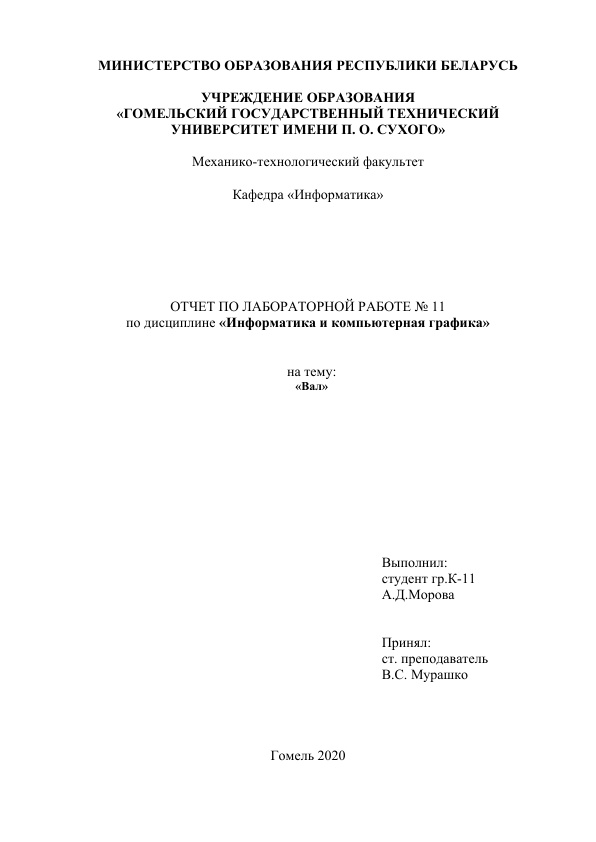 МИНИСТЕРСТВО ОБРАЗОВАНИЯ РЕСПУБЛИКИ БЕЛАРУСЬ
УЧРЕЖДЕНИЕ ОБРАЗОВАНИЯ
«ГОМЕЛЬСКИЙ ГОСУДАРСТВЕННЫЙ ТЕХНИЧЕСКИЙ
УНИВЕРСИТЕТ ИМЕНИ П. О. СУХОГО»
Механико-технологический факультет
Кафедра «Информатика»
ОТЧЕТ ПО ЛАБОРАТОРНОЙ РАБОТЕ № 11
по дисциплине «Информатика и компьютерная графика»
на тему:
«Вал»
Выполнил:
студент гр.К-11
А.Д.Морова
Принял:
ст. преподаватель
В.С. Мурашко
Гомель 2020